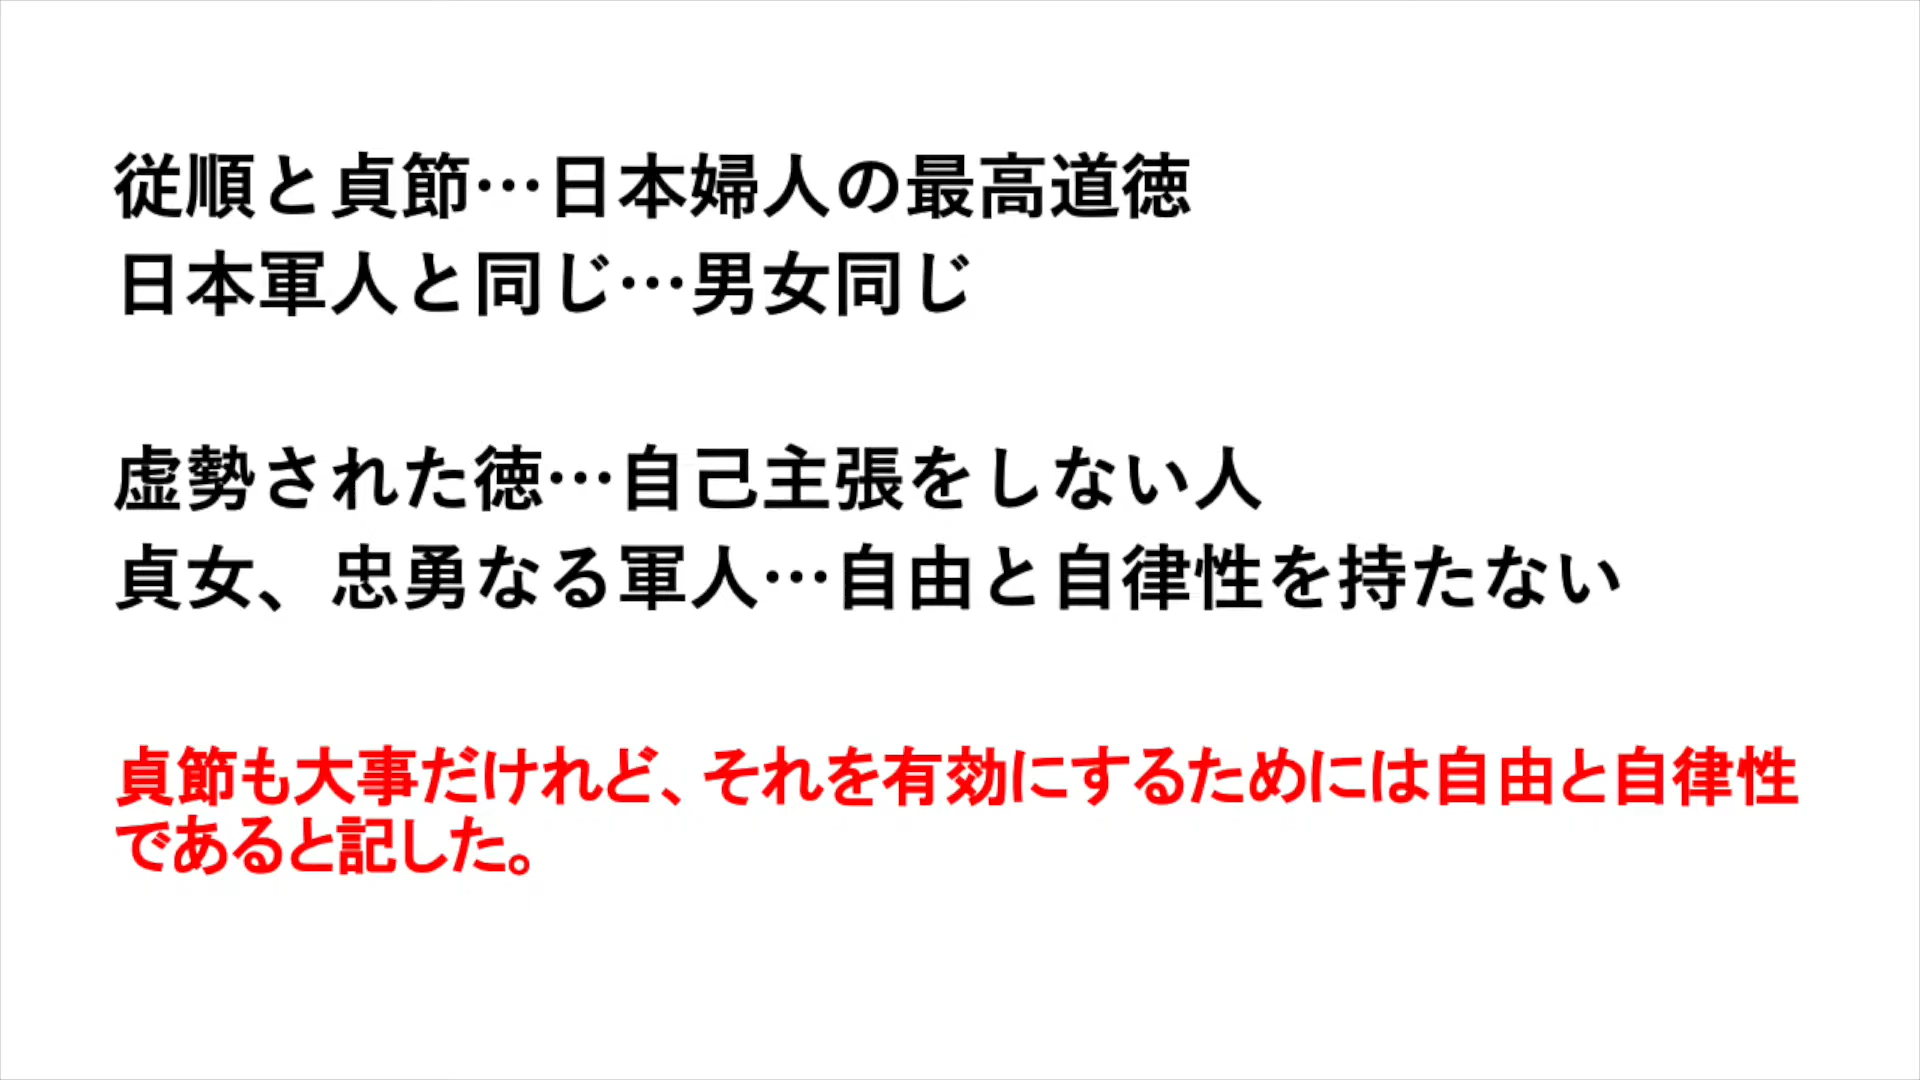 従順と貞節…日本婦人の最高道徳
日本軍人と同じ…男女同じ
虚勢された徳…自己主張をしない人
貞女、忠勇なる軍人…自由と自律性を持たない
貞節も大事だけれど、それを有効にするためには自由と自律性
であると記した。